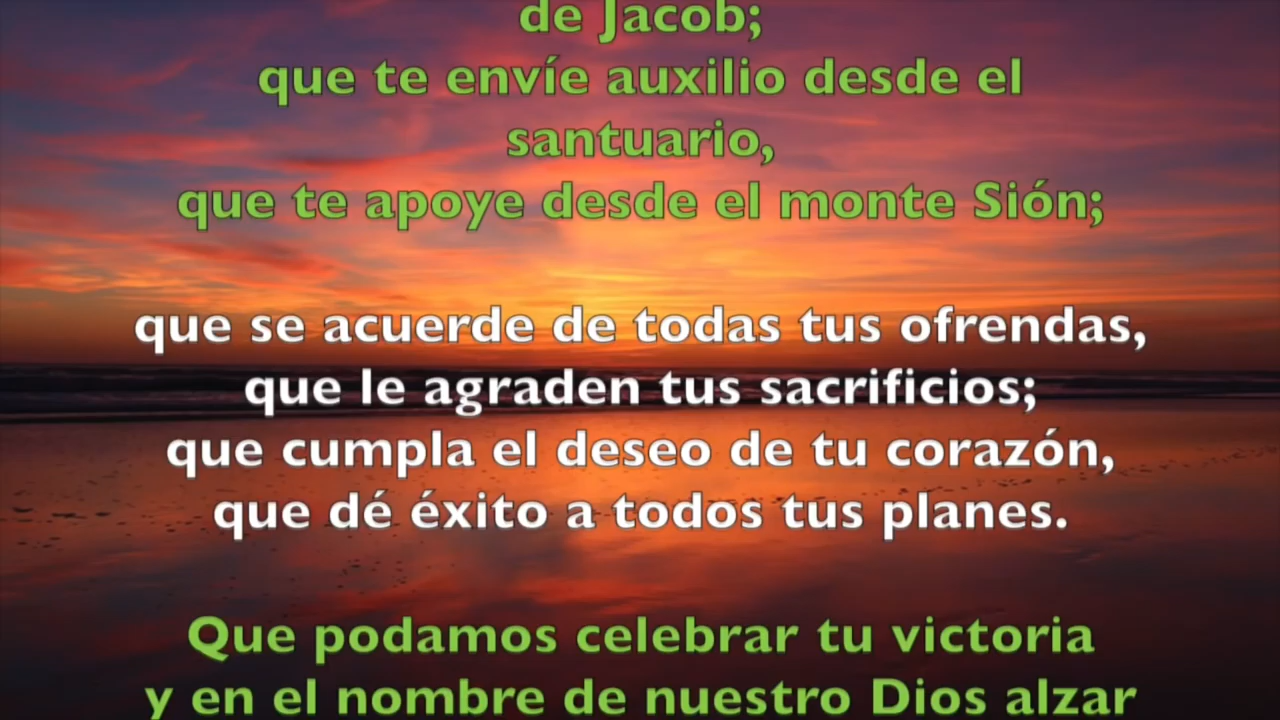 de Jacob;
que te envíe auxilio desde el
santuario,
que te apoye desde el monte Sión;
que se acuerde de todas tus ofrendas,
que le agraden tus sacrificios;
que cumpla el deseo de tu corazón,
que dé éxito a todos tus planes.
Que podamos celebrar tu victoria
y en el nombre de nuestro Dios alzar